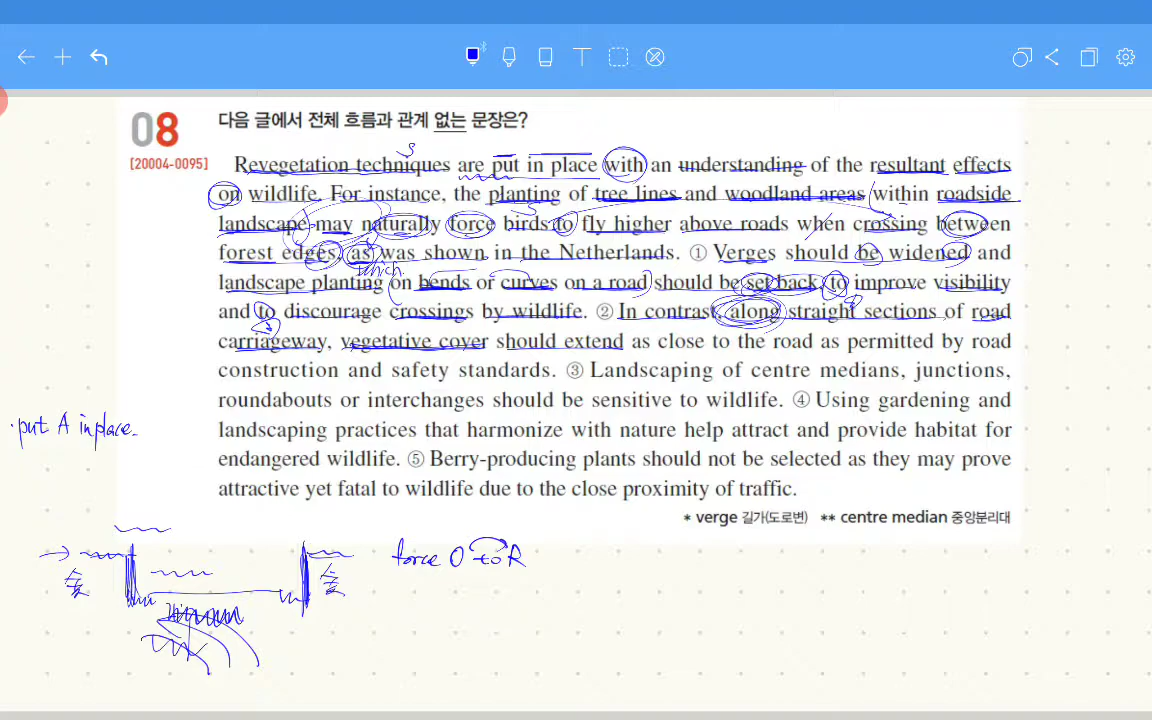 08
다음 글에서 전체 흐름과 관계 없는 문장은?
[20004-0095]
Revegetation techniques are put in place with an understanding of the resultant effects
on wildlife. For instance, the planting of tree lines and woodland areas within roadside
landscape may naturally force birds to fly higher above roads when crossing between
forest edges, as was shown in the Netherlands. ① Verges should be widened and
which
landscape planting on bends or curves on a road should be set back to improve visibility
and to discourage crossings by wildlife. ② In contrast, along straight sections of road
carriageway, vegetative cover should extend as close to the road as permitted by road
construction and safety standards. ③ Landscaping of centre medians, junctions,
roundabouts or interchanges should be sensitive to wildlife. ④ Using gardening and
·put A in place.
landscaping practices that harmonize with nature help attract and provide habitat for
endangered wildlife. ⑤ Berry-producing plants should not be selected as they may prove
attractive yet fatal to wildlife due to the close proximity of traffic.
* verge 길가(도로변) ** centre median 중앙분리대
force O to R
숲
숲